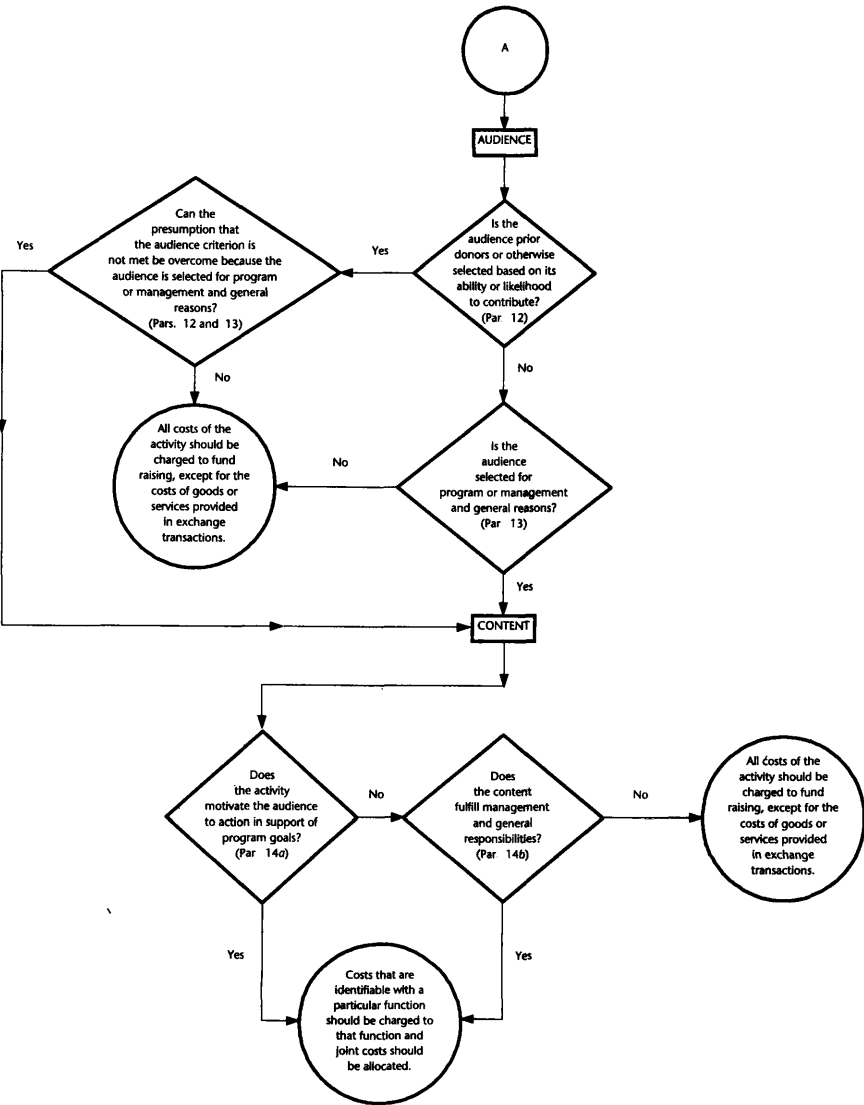 A
AUDIENCE
Is the
audience prior
donors or otherwise
selected based on its
ability or likelihood
to contribute?
(Par 12)
Yes
Can the
presumption that
the audience criterion is
not met be overcome because the
audience is selected for program
or management and general
reasons?
(Pars. 12 and 13)
Yes
No
No
All costs of the
activity should be
charged to fund
raising, except for the
costs of goods or
services provided
in exchange
transactions.
No
Is the
audience
selected for
program or management
and general reasons?
(Par 13)
Yes
CONTENT
Does
the activity
motivate the audience
to action in support of
program goals?
(Par 14a)
No
Does
the content
fulfill management
and general
responsibilities?
(Par 14b)
No
All costs of the
activity should be
charged to fund
raising, except for the
costs of goods or
services provided
in exchange
transactions.
Yes
Yes
Costs that are
identifiable with a
particular function
should be charged to
that function and
joint costs should
be allocated.